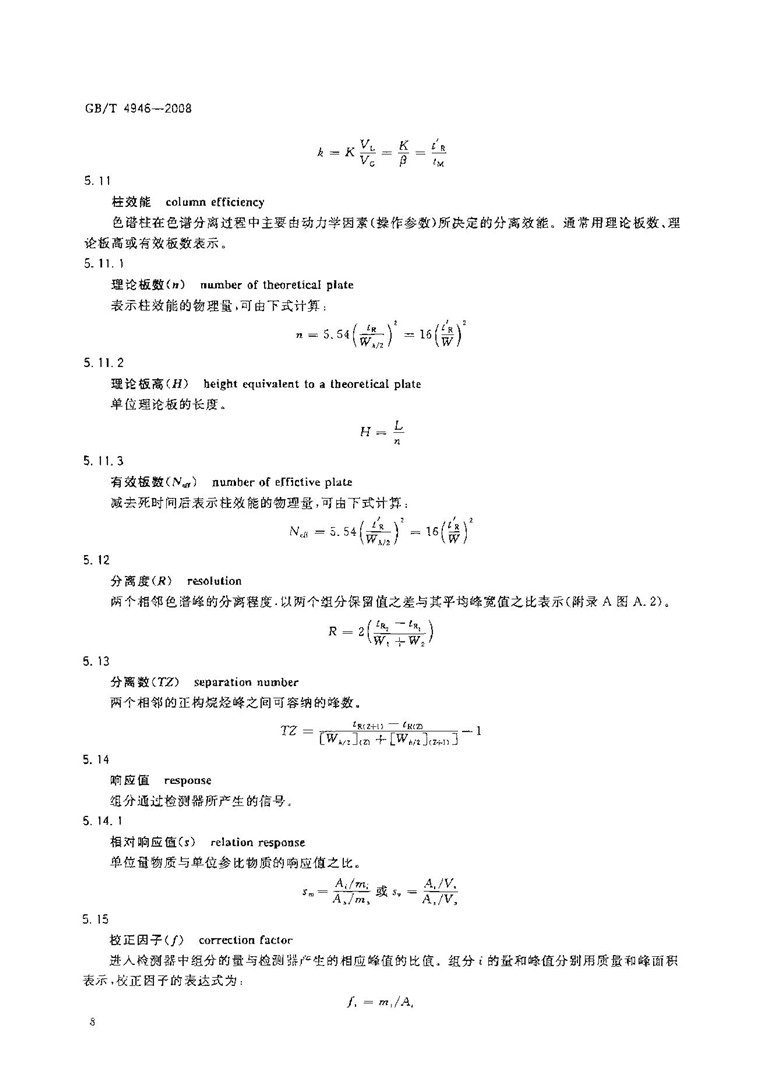 GB/T 4946—2008
k = K V_L/V_G = K/β = t'_R/t_M
5.11
柱效能 column efficiency
色谱柱在色谱分离过程中主要由动力学因素(操作参数)所决定的分离效能。通常用理论板数、理
论板高或有效板数表示。
5.11.1
理论板数(n) number of theoretical plate
表示柱效能的物理量,可由下式计算:
n = 5.54(t_R/W_{h/2})² = 16(t'_R/W)²
5.11.2
理论板高(H) height equivalent to a theoretical plate
单位理论板的长度。
H = L/n
5.11.3
有效板数(N_eff) number of effictive plate
减去死时间后表示柱效能的物理量,可由下式计算:
N_eff = 5.54(t'_R/W_{h/2})² = 16(t'_R/W)²
5.12
分离度(R) resolution
两个相邻色谱峰的分离程度.以两个组分保留值之差与其平均峰宽值之比表示(附录 A 图 A.2)。
R = 2((t_{R₂} − t_{R₁})/(W₁ + W₂))
5.13
分离数(TZ) separation number
两个相邻的正构烷烃峰之间可容纳的峰数。
TZ = (t_{R(Z+1)} − t_{R(Z)})/([W_{h/2}]_{(Z)} + [W_{h/2}]_{(Z+1)}) − 1
5.14
响应值 response
组分通过检测器所产生的信号。
5.14.1
相对响应值(s) relation response
单位量物质与单位参比物质的响应值之比。
s_m = (A_i/m_i)/(A_s/m_s) 或 s_v = (A_i/V_i)/(A_s/V_s)
5.15
校正因子(f) correction factor
进入检测器中组分的量与检测器产生的相应峰值的比值。组分 i 的量和峰值分别用质量和峰面积
表示,校正因子的表达式为:
f_i = m_i/A_i
8